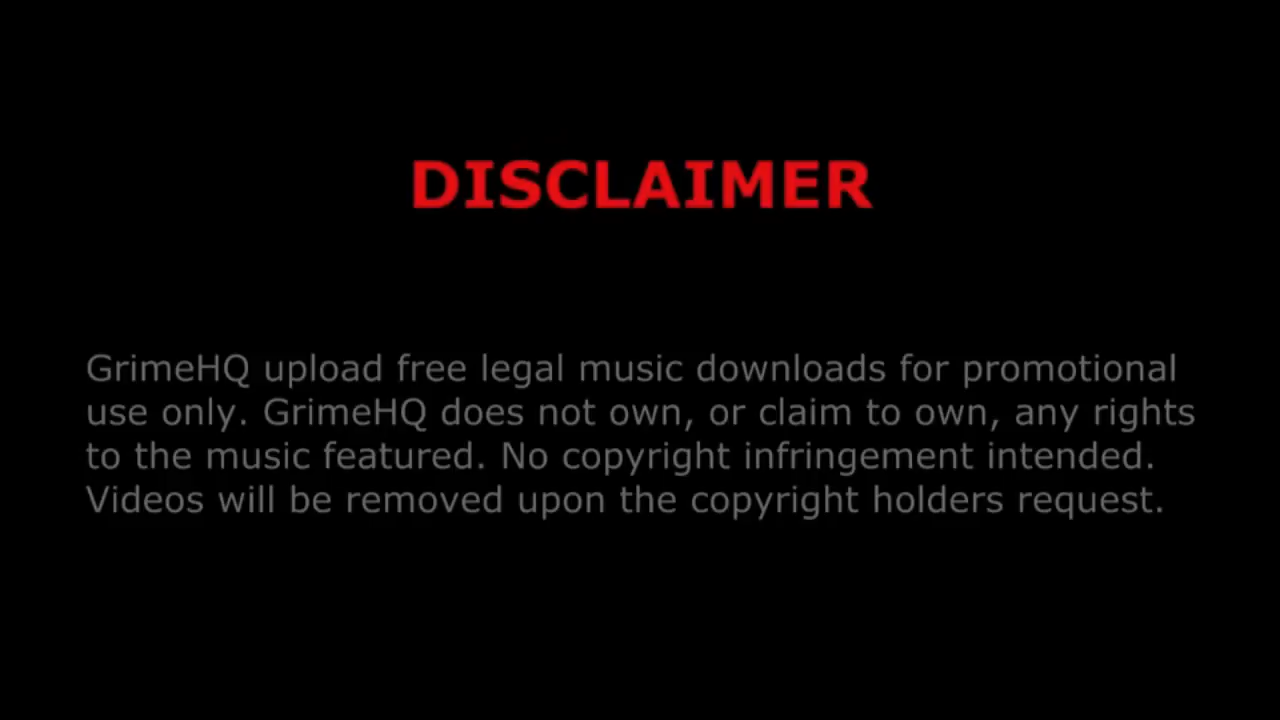 DISCLAIMER
GrimeHQ upload free legal music downloads for promotional
use only. GrimeHQ does not own, or claim to own, any rights
to the music featured. No copyright infringement intended.
Videos will be removed upon the copyright holders request.